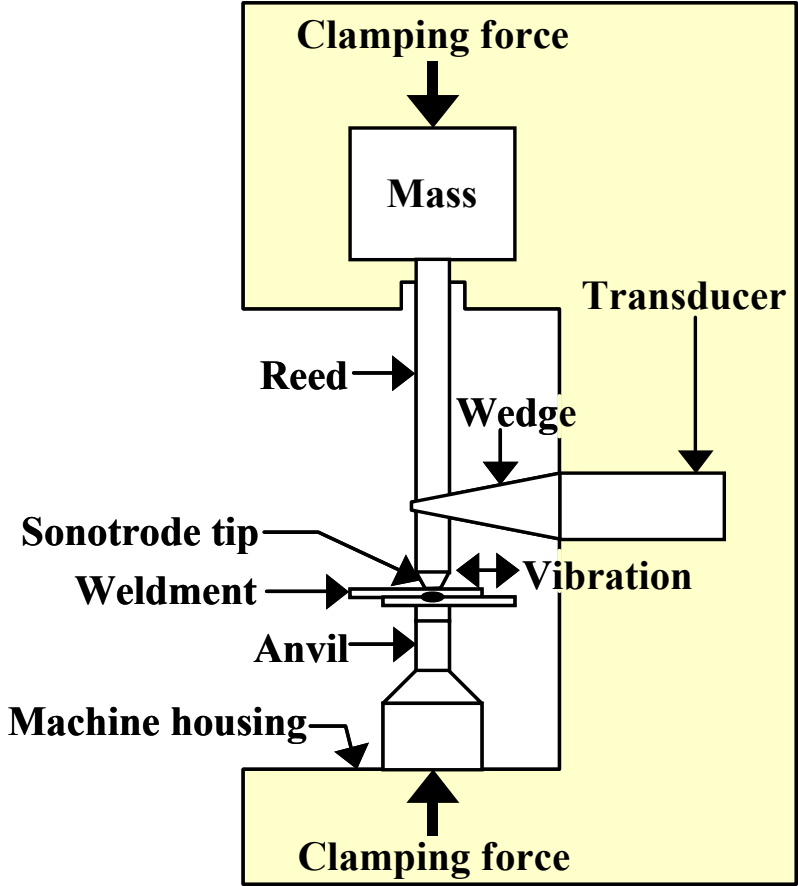 Clamping force
Mass
Transducer
Reed
Wedge
Sonotrode tip
Vibration
Weldment
Anvil
Machine housing
Clamping force